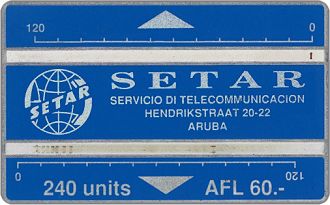 120 0
SETAR
SETAR
SERVICIO DI TELECOMMUNICACION
HENDRIKSTRAAT 20-22
ARUBA
0 120
240 units AFL 60.-